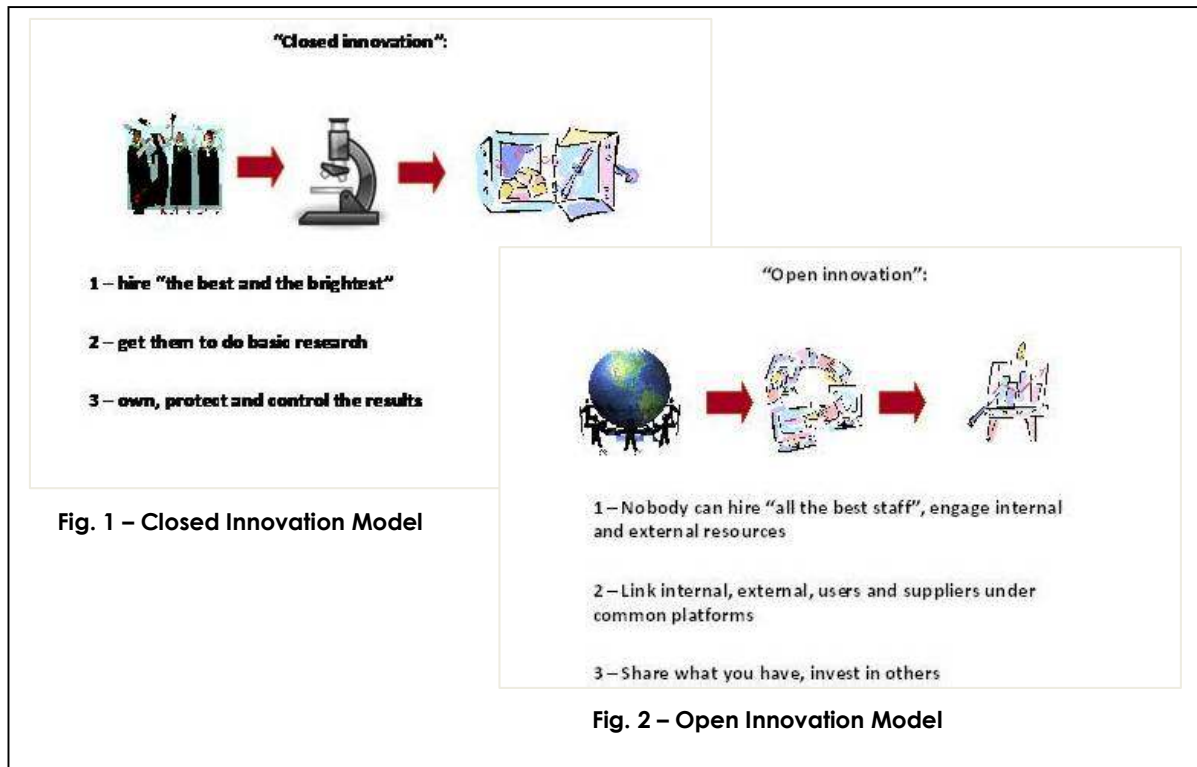 "Closed innovation":
1 – hire "the best and the brightest"
2 – get them to do basic research
3 – own, protect and control the results
Fig. 1 – Closed Innovation Model
"Open innovation":
1 – Nobody can hire "all the best staff", engage internal
and external resources
2 – Link internal, external, users and suppliers under
common platforms
3 – Share what you have, invest in others
Fig. 2 – Open Innovation Model